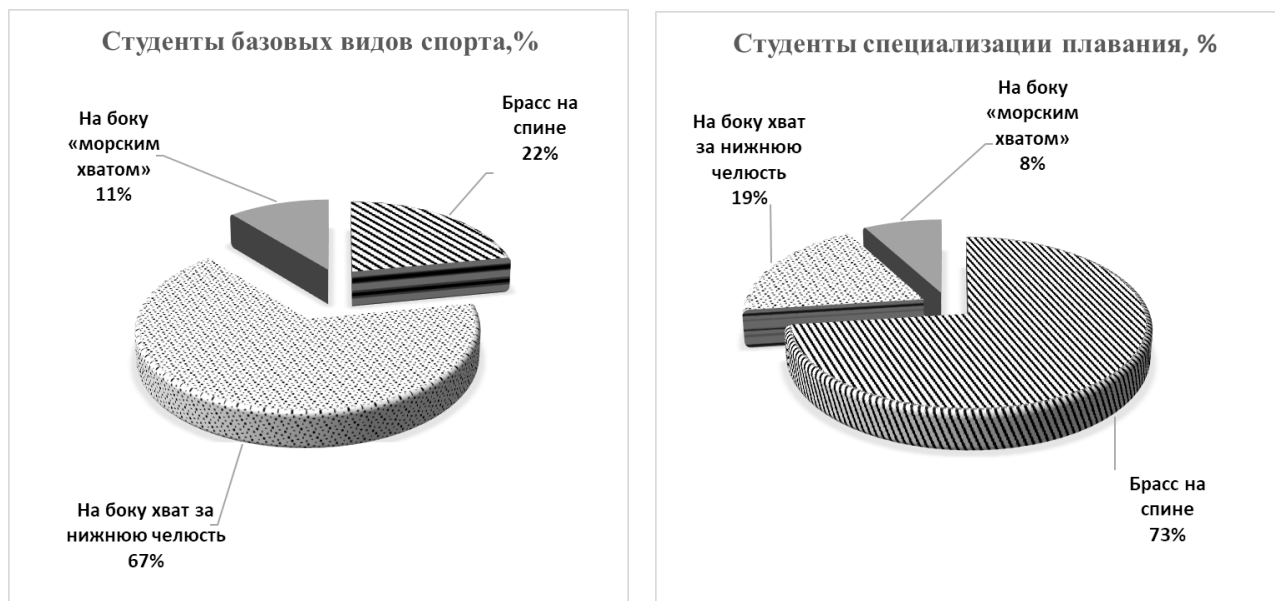 Студенты базовых видов спорта,%
На боку
«морским
хватом»
11%
Брасс на
спине
22%
На боку хват за
нижнюю челюсть
67%
Студенты специализации плавания, %
На боку хват
за нижнюю
челюсть
19%
На боку
«морским
хватом»
8%
Брасс на
спине
73%